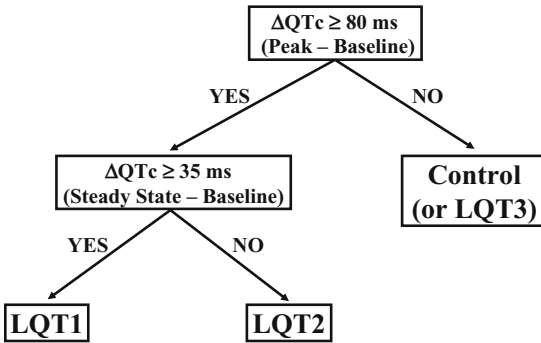 ΔQTc ≥ 80 ms
(Peak – Baseline)
YES
NO
ΔQTc ≥ 35 ms
(Steady State – Baseline)
Control
(or LQT3)
YES
NO
LQT1
LQT2